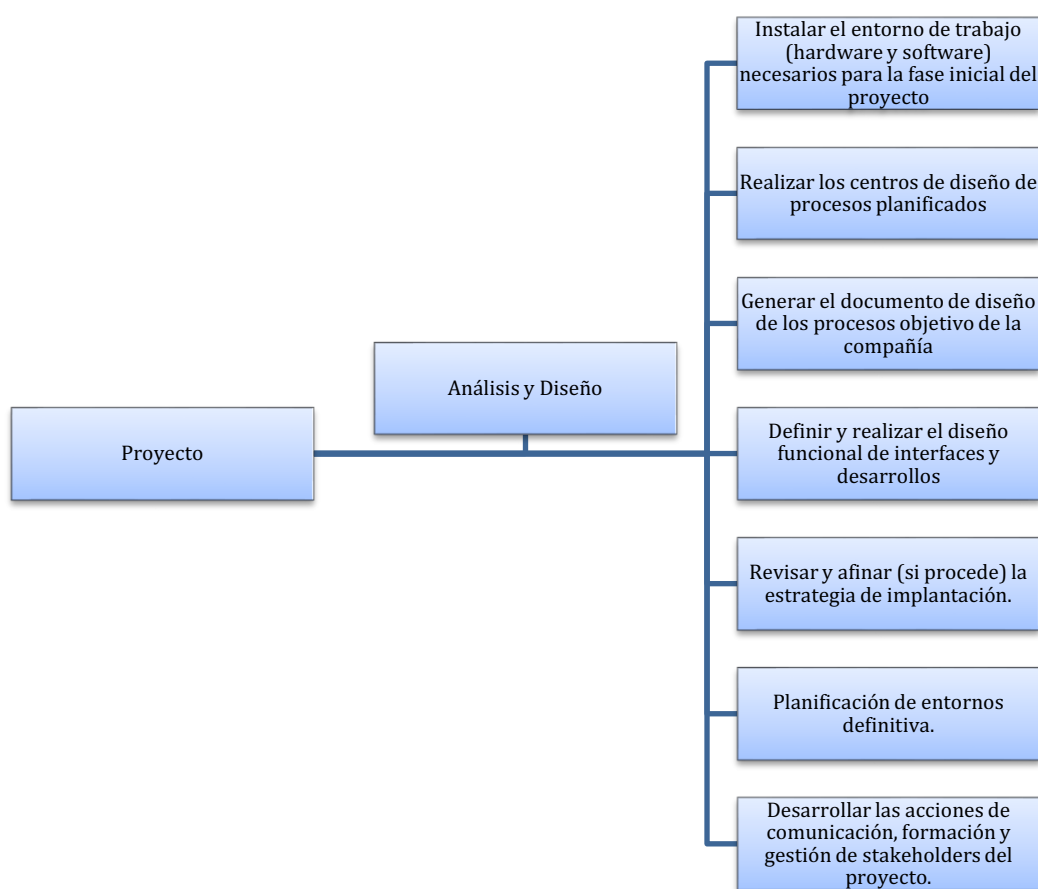 Proyecto
Análisis y Diseño
Instalar el entorno de trabajo
(hardware y software)
necesarios para la fase inicial del
proyecto
Realizar los centros de diseño de
procesos planificados
Generar el documento de diseño
de los procesos objetivo de la
compañía
Definir y realizar el diseño
funcional de interfaces y
desarrollos
Revisar y afinar (si procede) la
estrategia de implantación.
Planificación de entornos
definitiva.
Desarrollar las acciones de
comunicación, formación y
gestión de stakeholders del
proyecto.